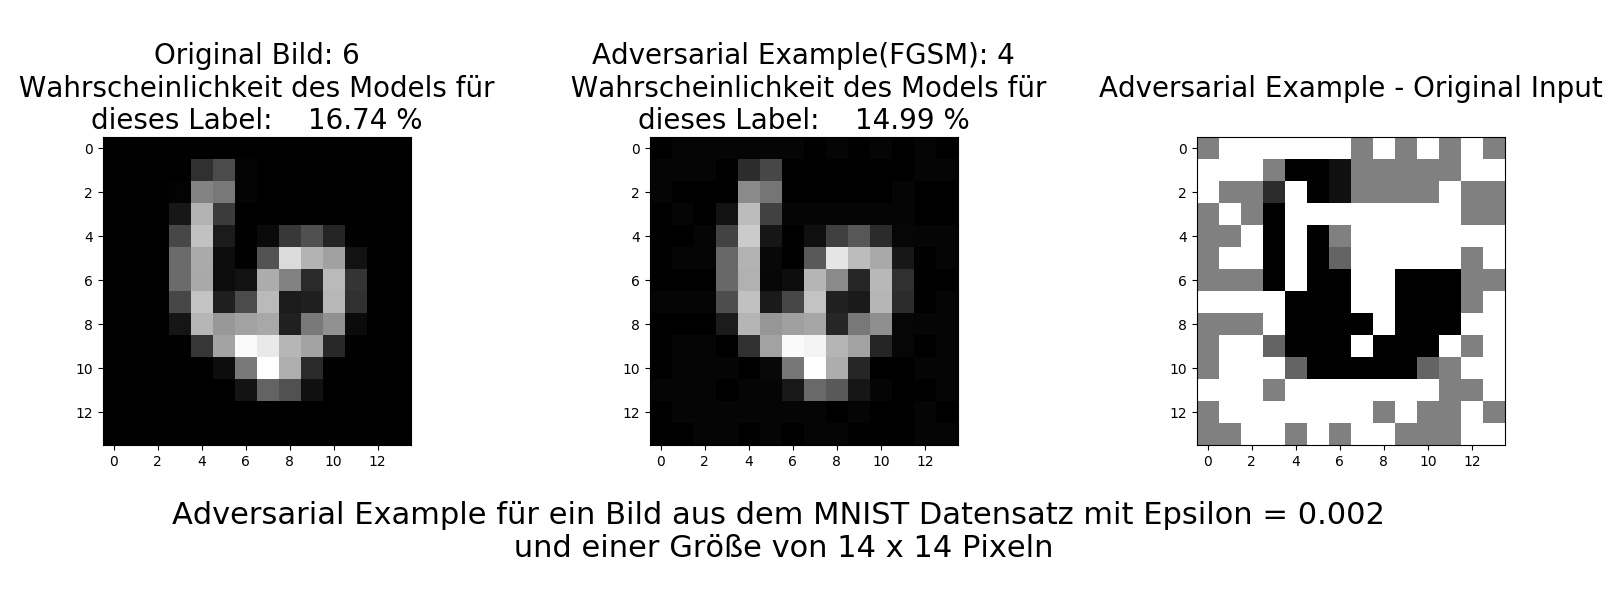 Original Bild: 6
Wahrscheinlichkeit des Models für
dieses Label: 16.74 %
Adversarial Example(FGSM): 4
Wahrscheinlichkeit des Models für
dieses Label: 14.99 %
Adversarial Example - Original Input
0
2
4
6
8
10
12
0 2 4 6 8 10 12
0
2
4
6
8
10
12
0 2 4 6 8 10 12
0
2
4
6
8
10
12
0 2 4 6 8 10 12
Adversarial Example für ein Bild aus dem MNIST Datensatz mit Epsilon = 0.002
und einer Größe von 14 x 14 Pixeln